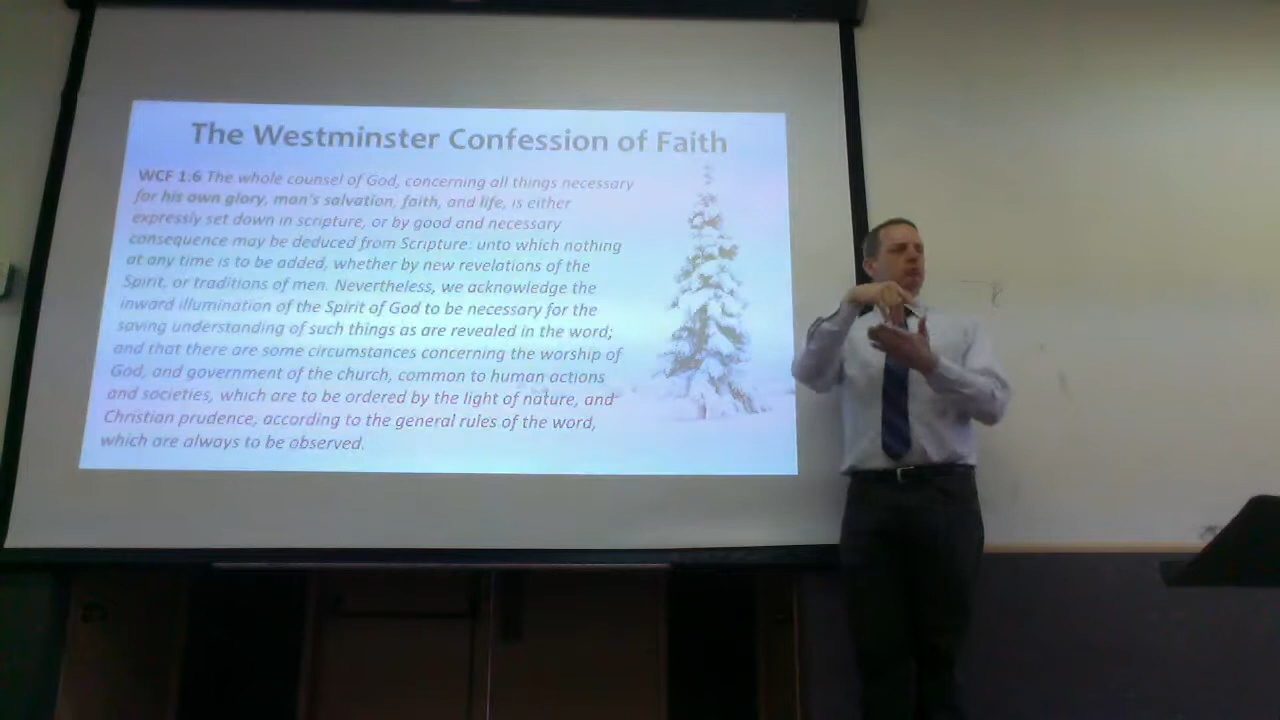 The Westminster Confession of Faith
WCF 1.6 The whole counsel of God, concerning all things necessary
for his own glory, man's salvation, faith, and life, is either
expressly set down in scripture, or by good and necessary
consequence may be deduced from Scripture: unto which nothing
at any time is to be added, whether by new revelations of the
Spirit, or traditions of men. Nevertheless, we acknowledge the
inward illumination of the Spirit of God to be necessary for the
saving understanding of such things as are revealed in the word;
and that there are some circumstances concerning the worship of
God, and government of the church, common to human actions
and societies, which are to be ordered by the light of nature, and
Christian prudence, according to the general rules of the word,
which are always to be observed.